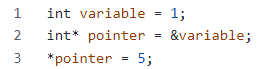 1 int variable = 1;
2 int* pointer = &variable;
3 *pointer = 5;